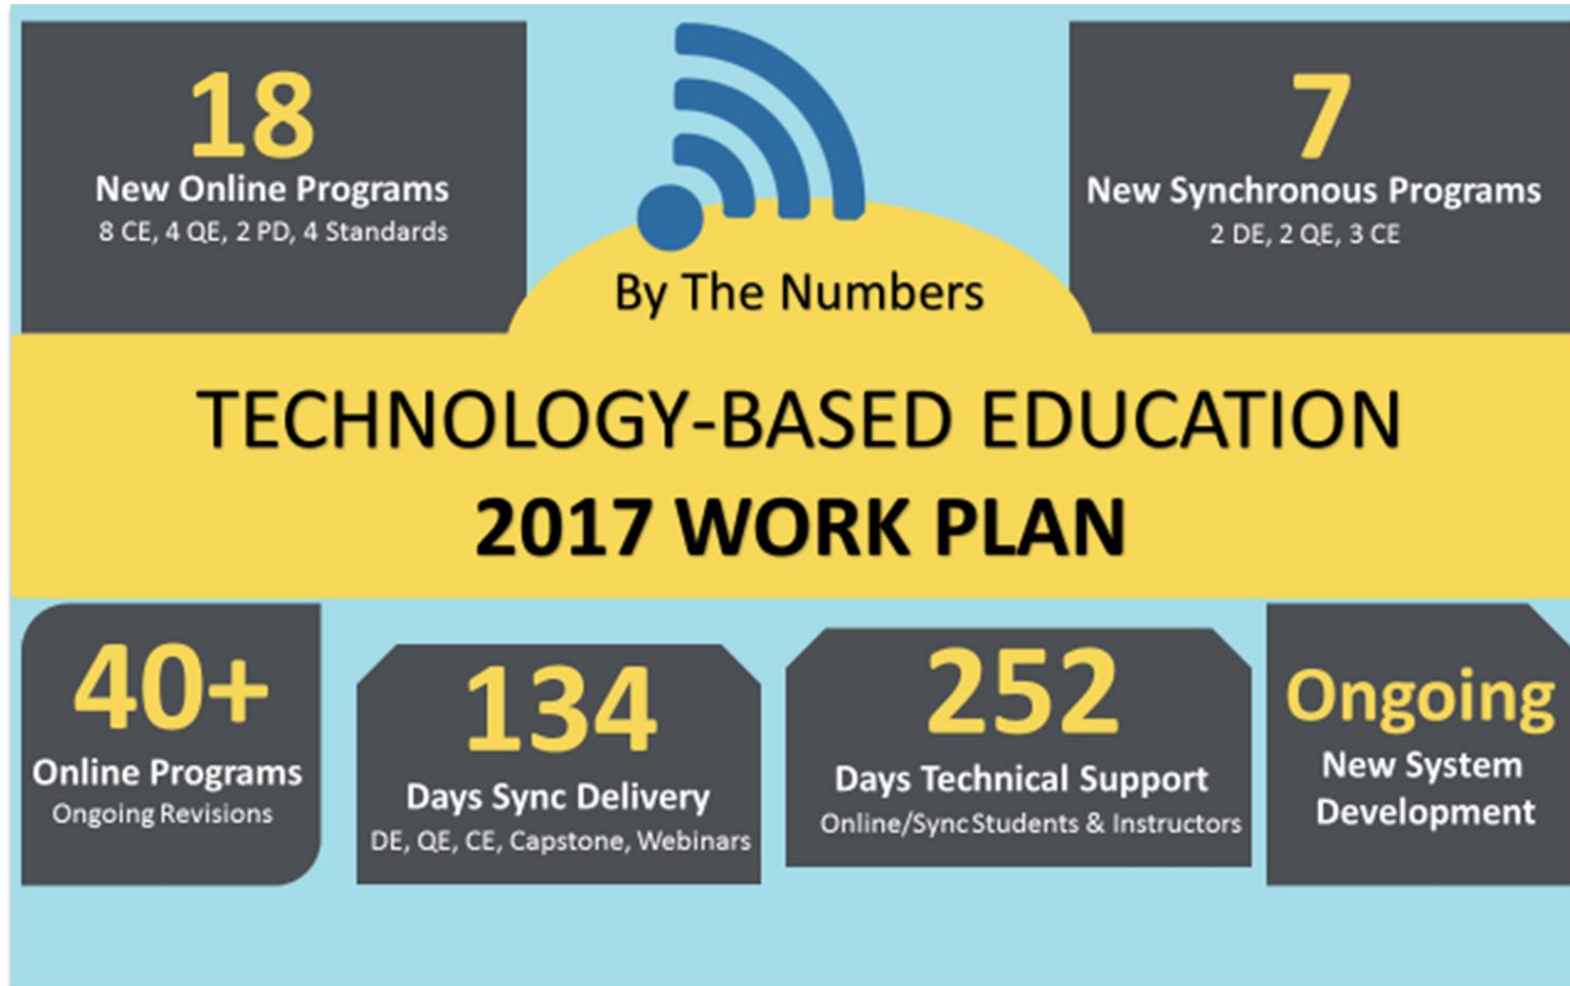 18
New Online Programs
8 CE, 4 QE, 2 PD, 4 Standards
7
New Synchronous Programs
2 DE, 2 QE, 3 CE
By The Numbers
TECHNOLOGY-BASED EDUCATION
2017 WORK PLAN
40+
Online Programs
Ongoing Revisions
134
Days Sync Delivery
DE, QE, CE, Capstone, Webinars
252
Days Technical Support
Online/Sync Students & Instructors
Ongoing
New System
Development